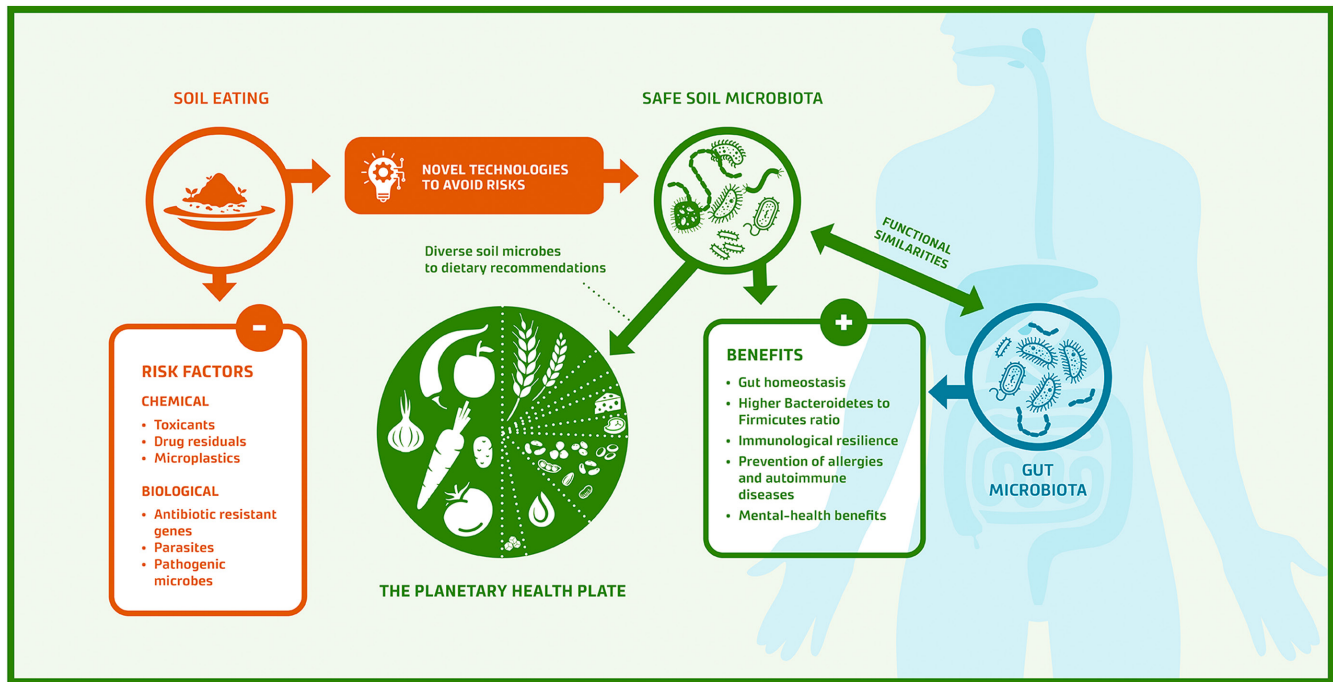 SOIL EATING
NOVEL TECHNOLOGIES
TO AVOID RISKS
SAFE SOIL MICROBIOTA
FUNCTIONAL
SIMILARITIES
Diverse soil microbes
to dietary recommendations
-
RISK FACTORS
CHEMICAL
• Toxicants
• Drug residuals
• Microplastics
BIOLOGICAL
• Antibiotic resistant
genes
• Parasites
• Pathogenic
microbes
THE PLANETARY HEALTH PLATE
+
BENEFITS
• Gut homeostasis
• Higher Bacteroidetes to
Firmicutes ratio
• Immunological resilience
• Prevention of allergies
and autoimmune
diseases
• Mental-health benefits
GUT
MICROBIOTA